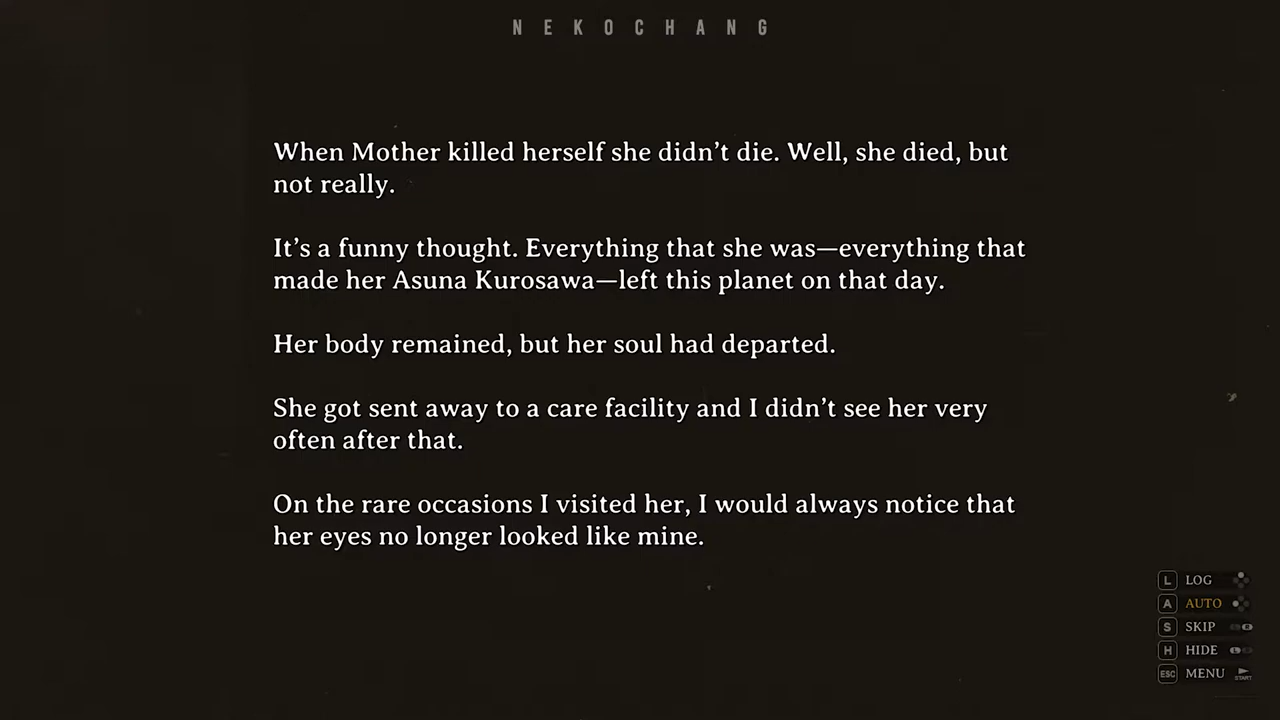 NEKOCHANG
When Mother killed herself she didn’t die. Well, she died, but
not really.
It’s a funny thought. Everything that she was—everything that
made her Asuna Kurosawa—left this planet on that day.
Her body remained, but her soul had departed.
She got sent away to a care facility and I didn’t see her very
often after that.
On the rare occasions I visited her, I would always notice that
her eyes no longer looked like mine.
L LOG
A AUTO
S SKIP
H HIDE
ESC MENU START